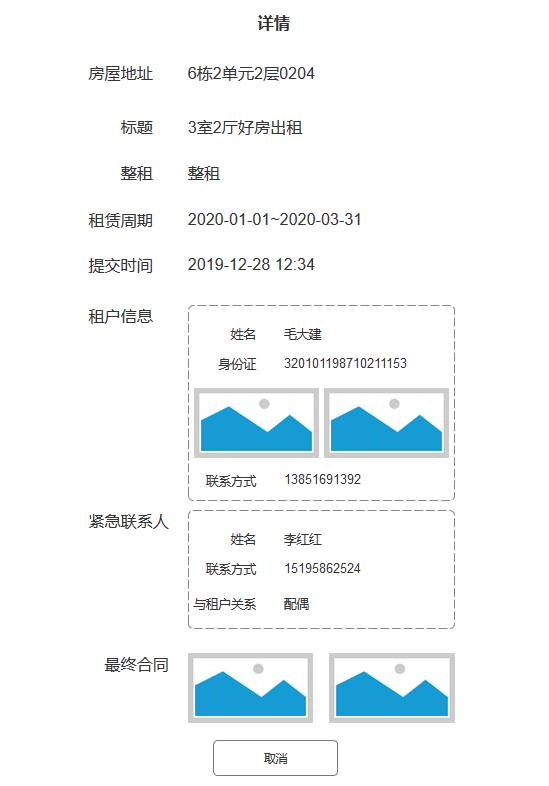 详情
房屋地址 6栋2单元2层0204
标题 3室2厅好房出租
整租 整租
租赁周期 2020-01-01~2020-03-31
提交时间 2019-12-28 12:34
租户信息
姓名 毛大建
身份证 320101198710211153
联系方式 13851691392
紧急联系人
姓名 李红红
联系方式 15195862524
与租户关系 配偶
最终合同
取消